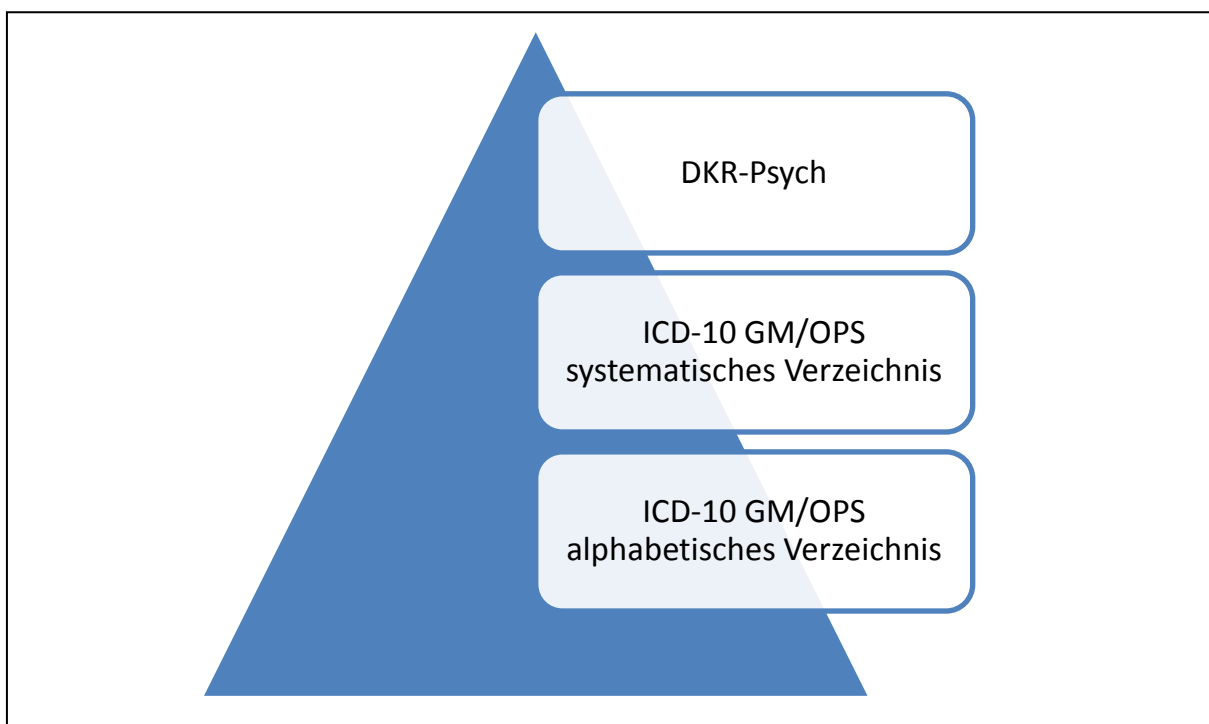 DKR-Psych
ICD-10 GM/OPS
systematisches Verzeichnis
ICD-10 GM/OPS
alphabetisches Verzeichnis